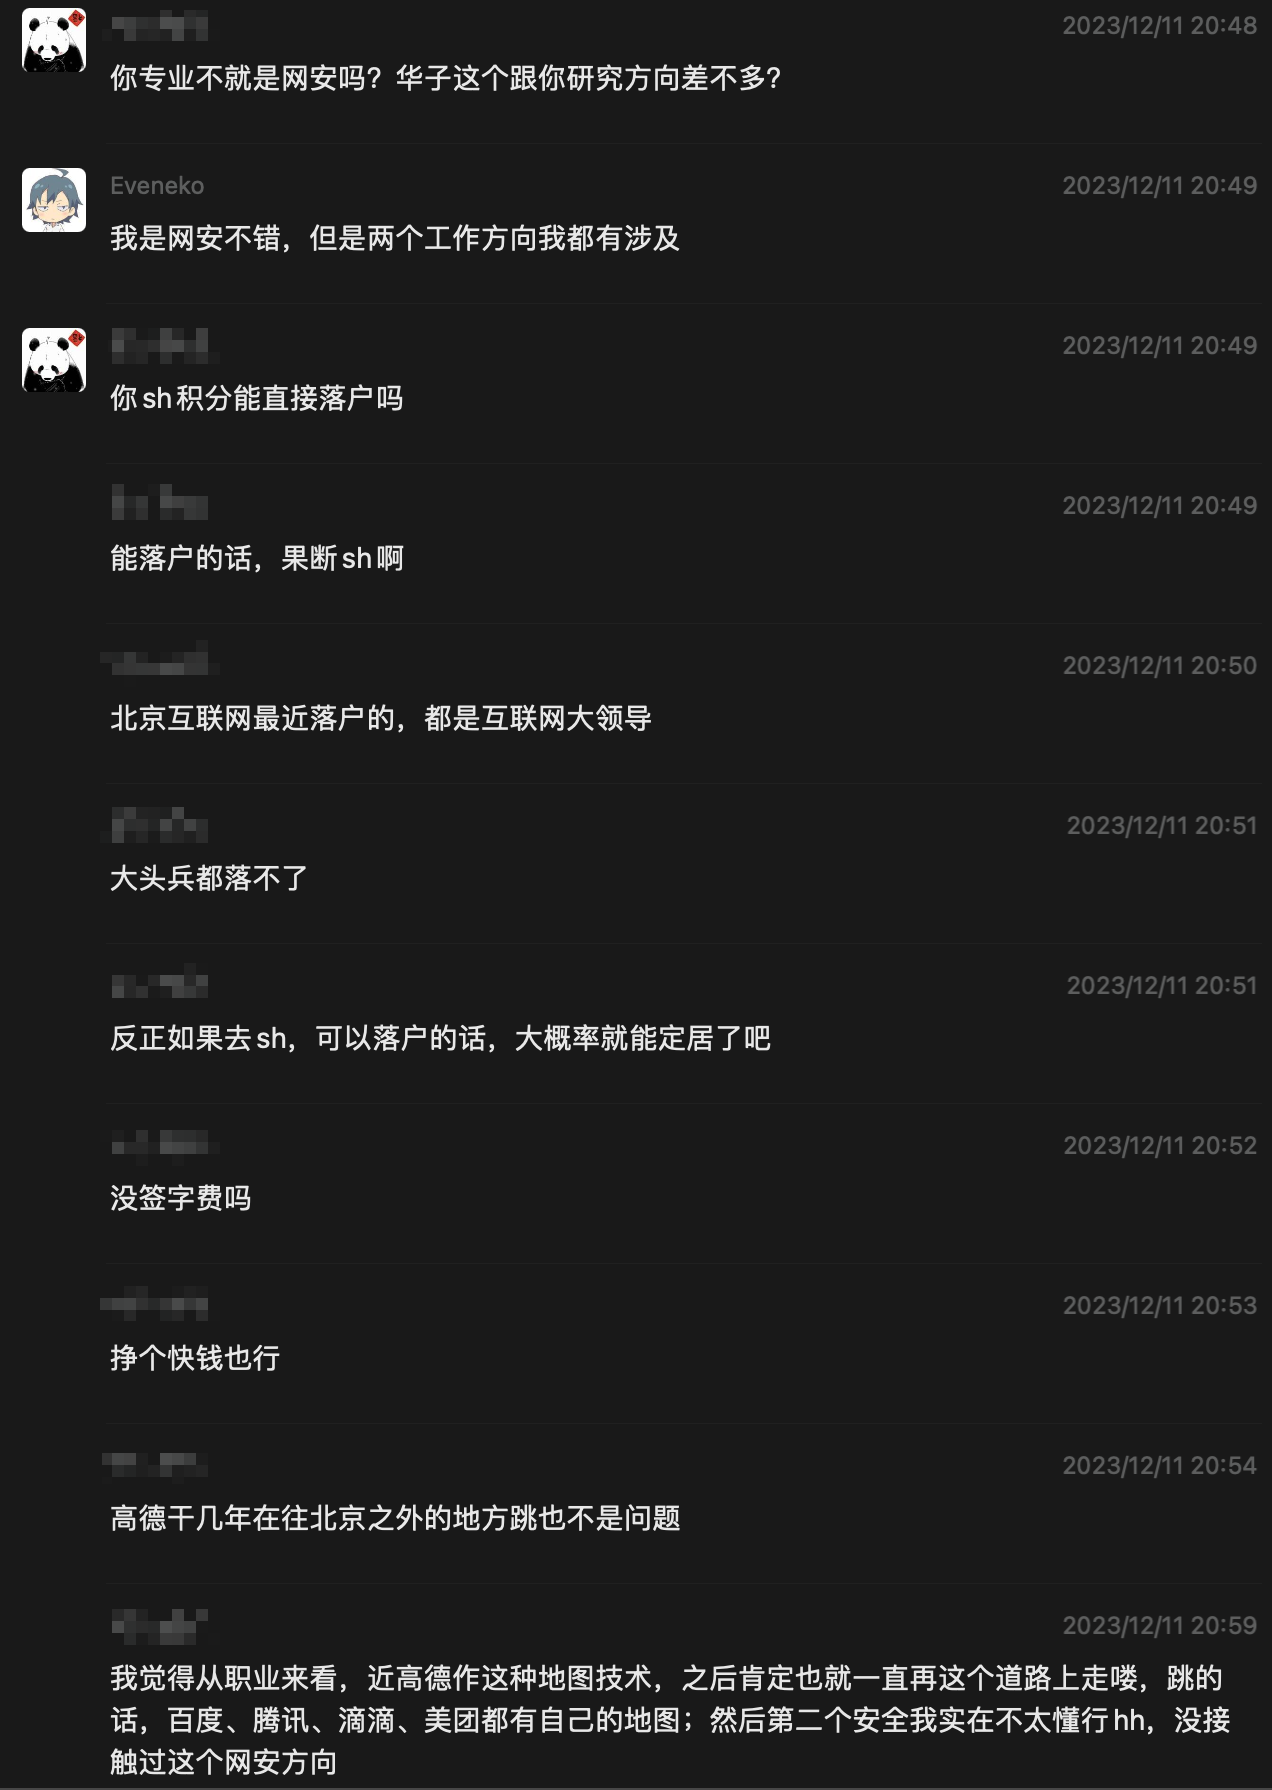 2023/12/11 20:48
你专业不就是网安吗？华子这个跟你研究方向差不多？
Eveneko
2023/12/11 20:49
我是网安不错，但是两个工作方向我都有涉及
2023/12/11 20:49
你sh积分能直接落户吗
2023/12/11 20:49
能落户的话，果断sh啊
2023/12/11 20:50
北京互联网最近落户的，都是互联网大领导
2023/12/11 20:51
大头兵都落不了
2023/12/11 20:51
反正如果去sh，可以落户的话，大概率就能定居了吧
2023/12/11 20:52
没签字费吗
2023/12/11 20:53
挣个快钱也行
2023/12/11 20:54
高德干几年在往北京之外的地方跳也不是问题
2023/12/11 20:59
我觉得从职业来看，近高德作这种地图技术，之后肯定也就一直再这个道路上走喽，跳的
话，百度、腾讯、滴滴、美团都有自己的地图；然后第二个安全我实在不太懂行hh，没接
触过这个网安方向